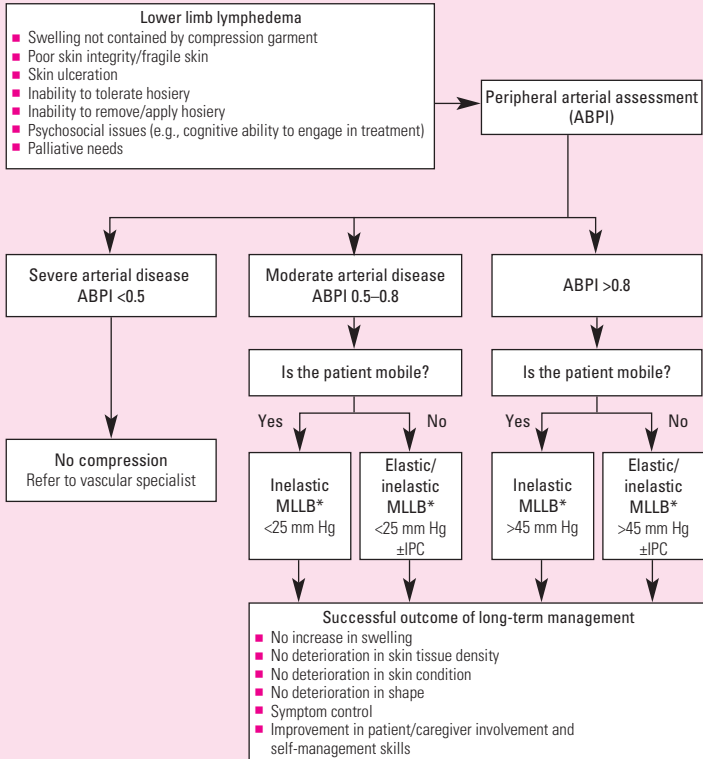 Lower limb lymphedema
■ Swelling not contained by compression garment
■ Poor skin integrity/fragile skin
■ Skin ulceration
■ Inability to tolerate hosiery
■ Inability to remove/apply hosiery
■ Psychosocial issues (e.g., cognitive ability to engage in treatment)
■ Palliative needs
Peripheral arterial assessment
(ABPI)
Severe arterial disease
ABPI <0.5
Moderate arterial disease
ABPI 0.5–0.8
ABPI >0.8
Is the patient mobile?
Is the patient mobile?
Yes
No
Yes
No
No compression
Refer to vascular specialist
Inelastic
MLLB*
<25 mm Hg
Elastic/
inelastic
MLLB*
<25 mm Hg
±IPC
Inelastic
MLLB*
>45 mm Hg
Elastic/
inelastic
MLLB*
>45 mm Hg
±IPC
Successful outcome of long-term management
■ No increase in swelling
■ No deterioration in skin tissue density
■ No deterioration in skin condition
■ No deterioration in shape
■ Symptom control
■ Improvement in patient/caregiver involvement and
self-management skills